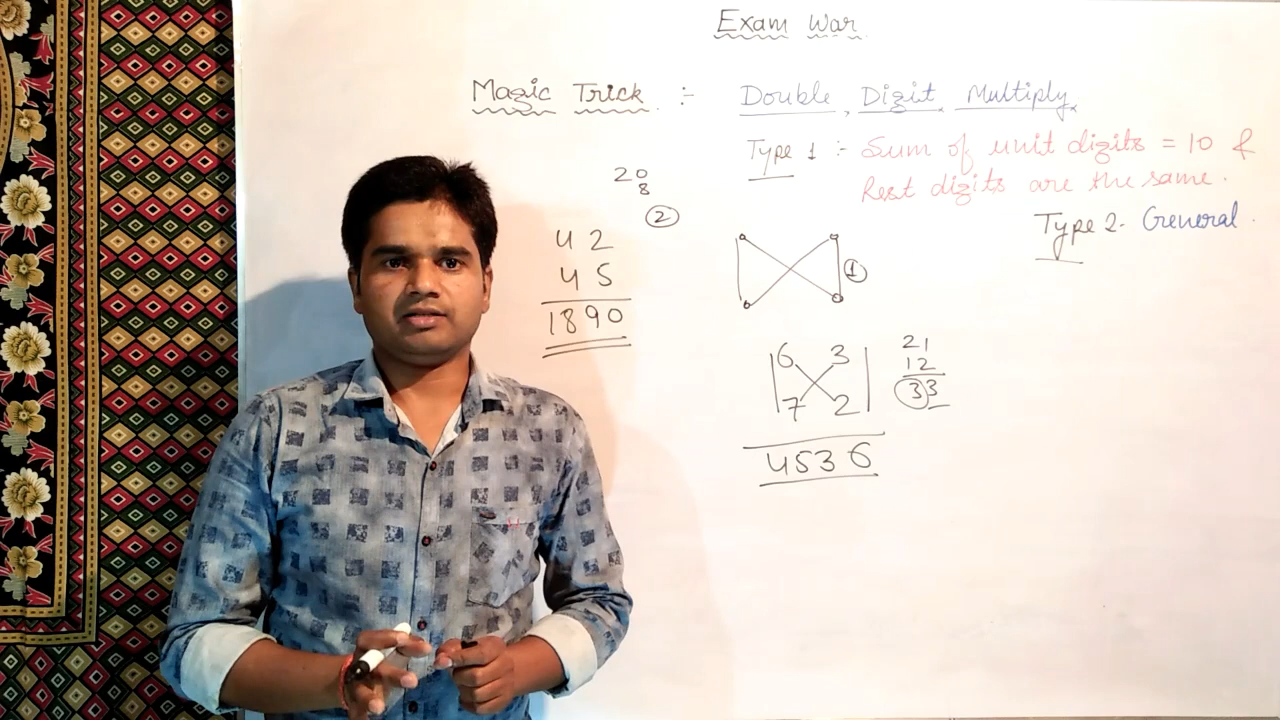 Exam War
Magic Trick :- Double Digit Multiply
Type 1 :- Sum of unit digits = 10 &
Rest digits are the same.
Type 2- General.
20
8
2
42
45
1890
1
6 3
7 2
4536
21
12
33